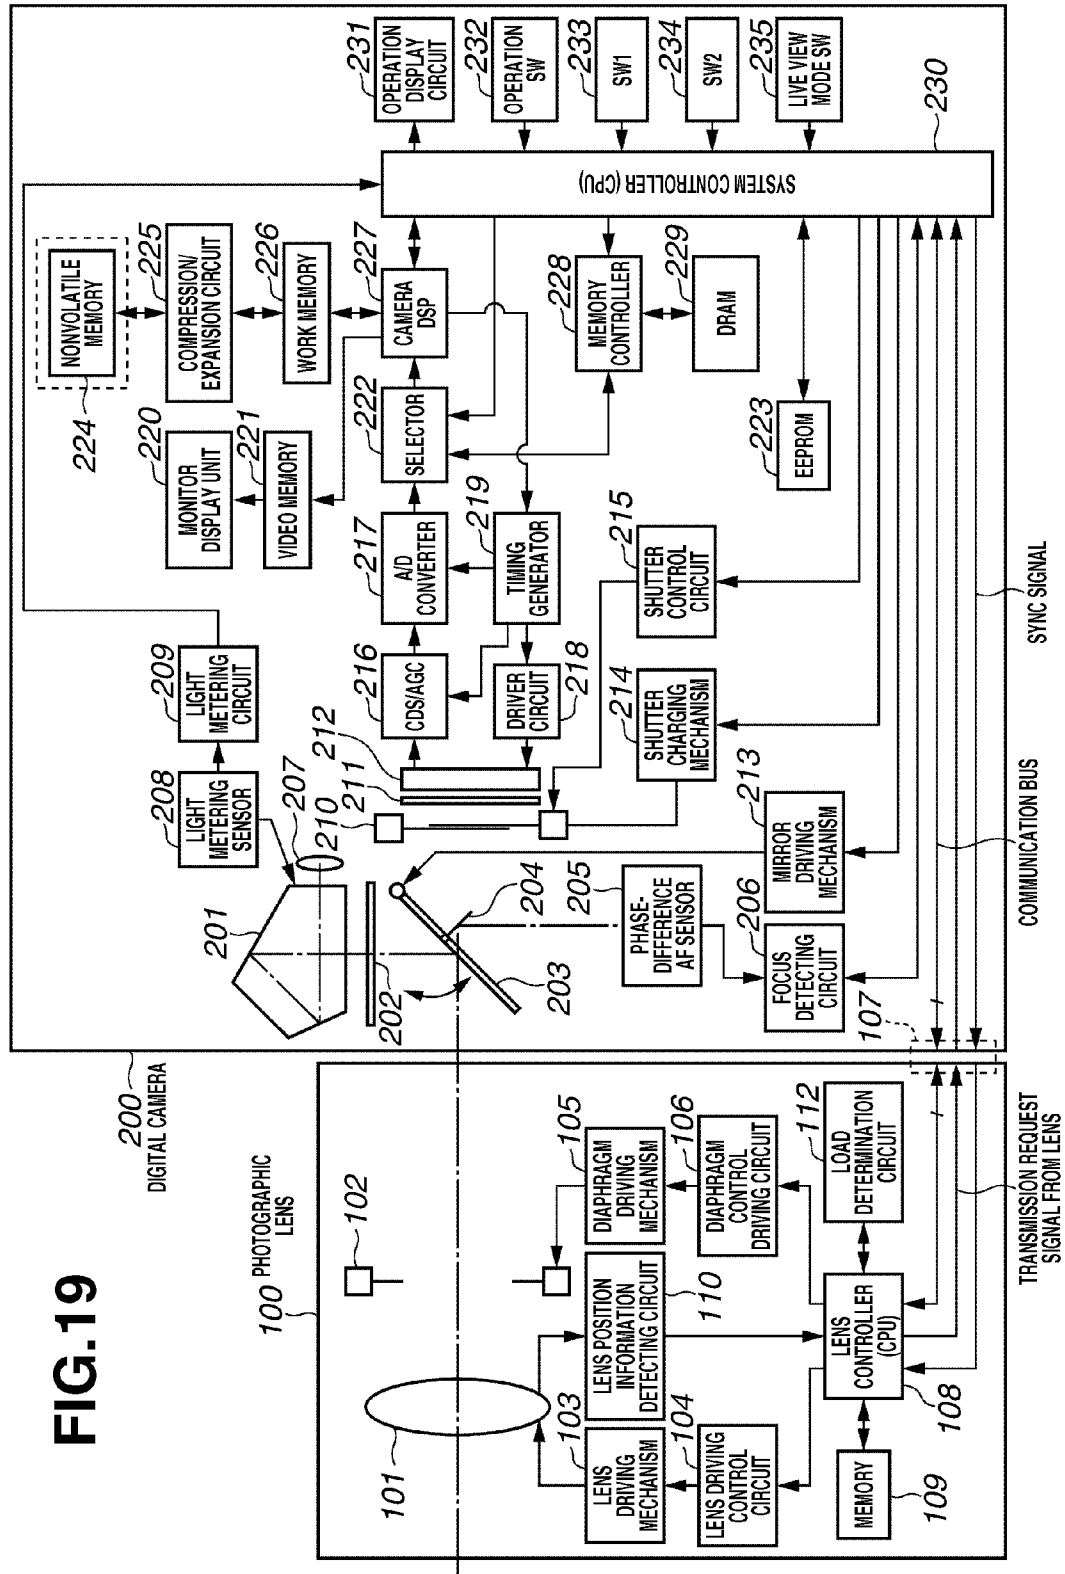 FIG.19
100 PHOTOGRAPHIC
LENS
101
102
103
LENS
DRIVING
MECHANISM
104
LENS DRIVING
CONTROL
CIRCUIT
LENS POSITION
INFORMATION
DETECTING CIRCUIT
110
105
DIAPHRAGM
DRIVING
MECHANISM
106
DIAPHRAGM
CONTROL
DRIVING CIRCUIT
MEMORY
109
LENS
CONTROLLER
(CPU)
108
112
LOAD
DETERMINATION
CIRCUIT
TRANSMISSION REQUEST
SIGNAL FROM LENS
107
COMMUNICATION BUS
SYNC SIGNAL
200
DIGITAL CAMERA
201
202
203
204
205
PHASE-
DIFFERENCE
AF SENSOR
206
FOCUS
DETECTING
CIRCUIT
207
208
LIGHT
METERING
SENSOR
209
LIGHT
METERING
CIRCUIT
210
211
212
213
MIRROR
DRIVING
MECHANISM
214
SHUTTER
CHARGING
MECHANISM
215
SHUTTER
CONTROL
CIRCUIT
216
CDS/AGC
217
A/D
CONVERTER
218
DRIVER
CIRCUIT
219
TIMING
GENERATOR
220
MONITOR
DISPLAY UNIT
221
VIDEO MEMORY
222
SELECTOR
223
EEPROM
224
NONVOLATILE
MEMORY
225
COMPRESSION/
EXPANSION CIRCUIT
226
WORK MEMORY
227
CAMERA
DSP
228
MEMORY
CONTROLLER
229
DRAM
230
SYSTEM CONTROLLER (CPU)
231
OPERATION
DISPLAY
CIRCUIT
232
OPERATION
SW
233
SW1
234
SW2
235
LIVE VIEW
MODE SW